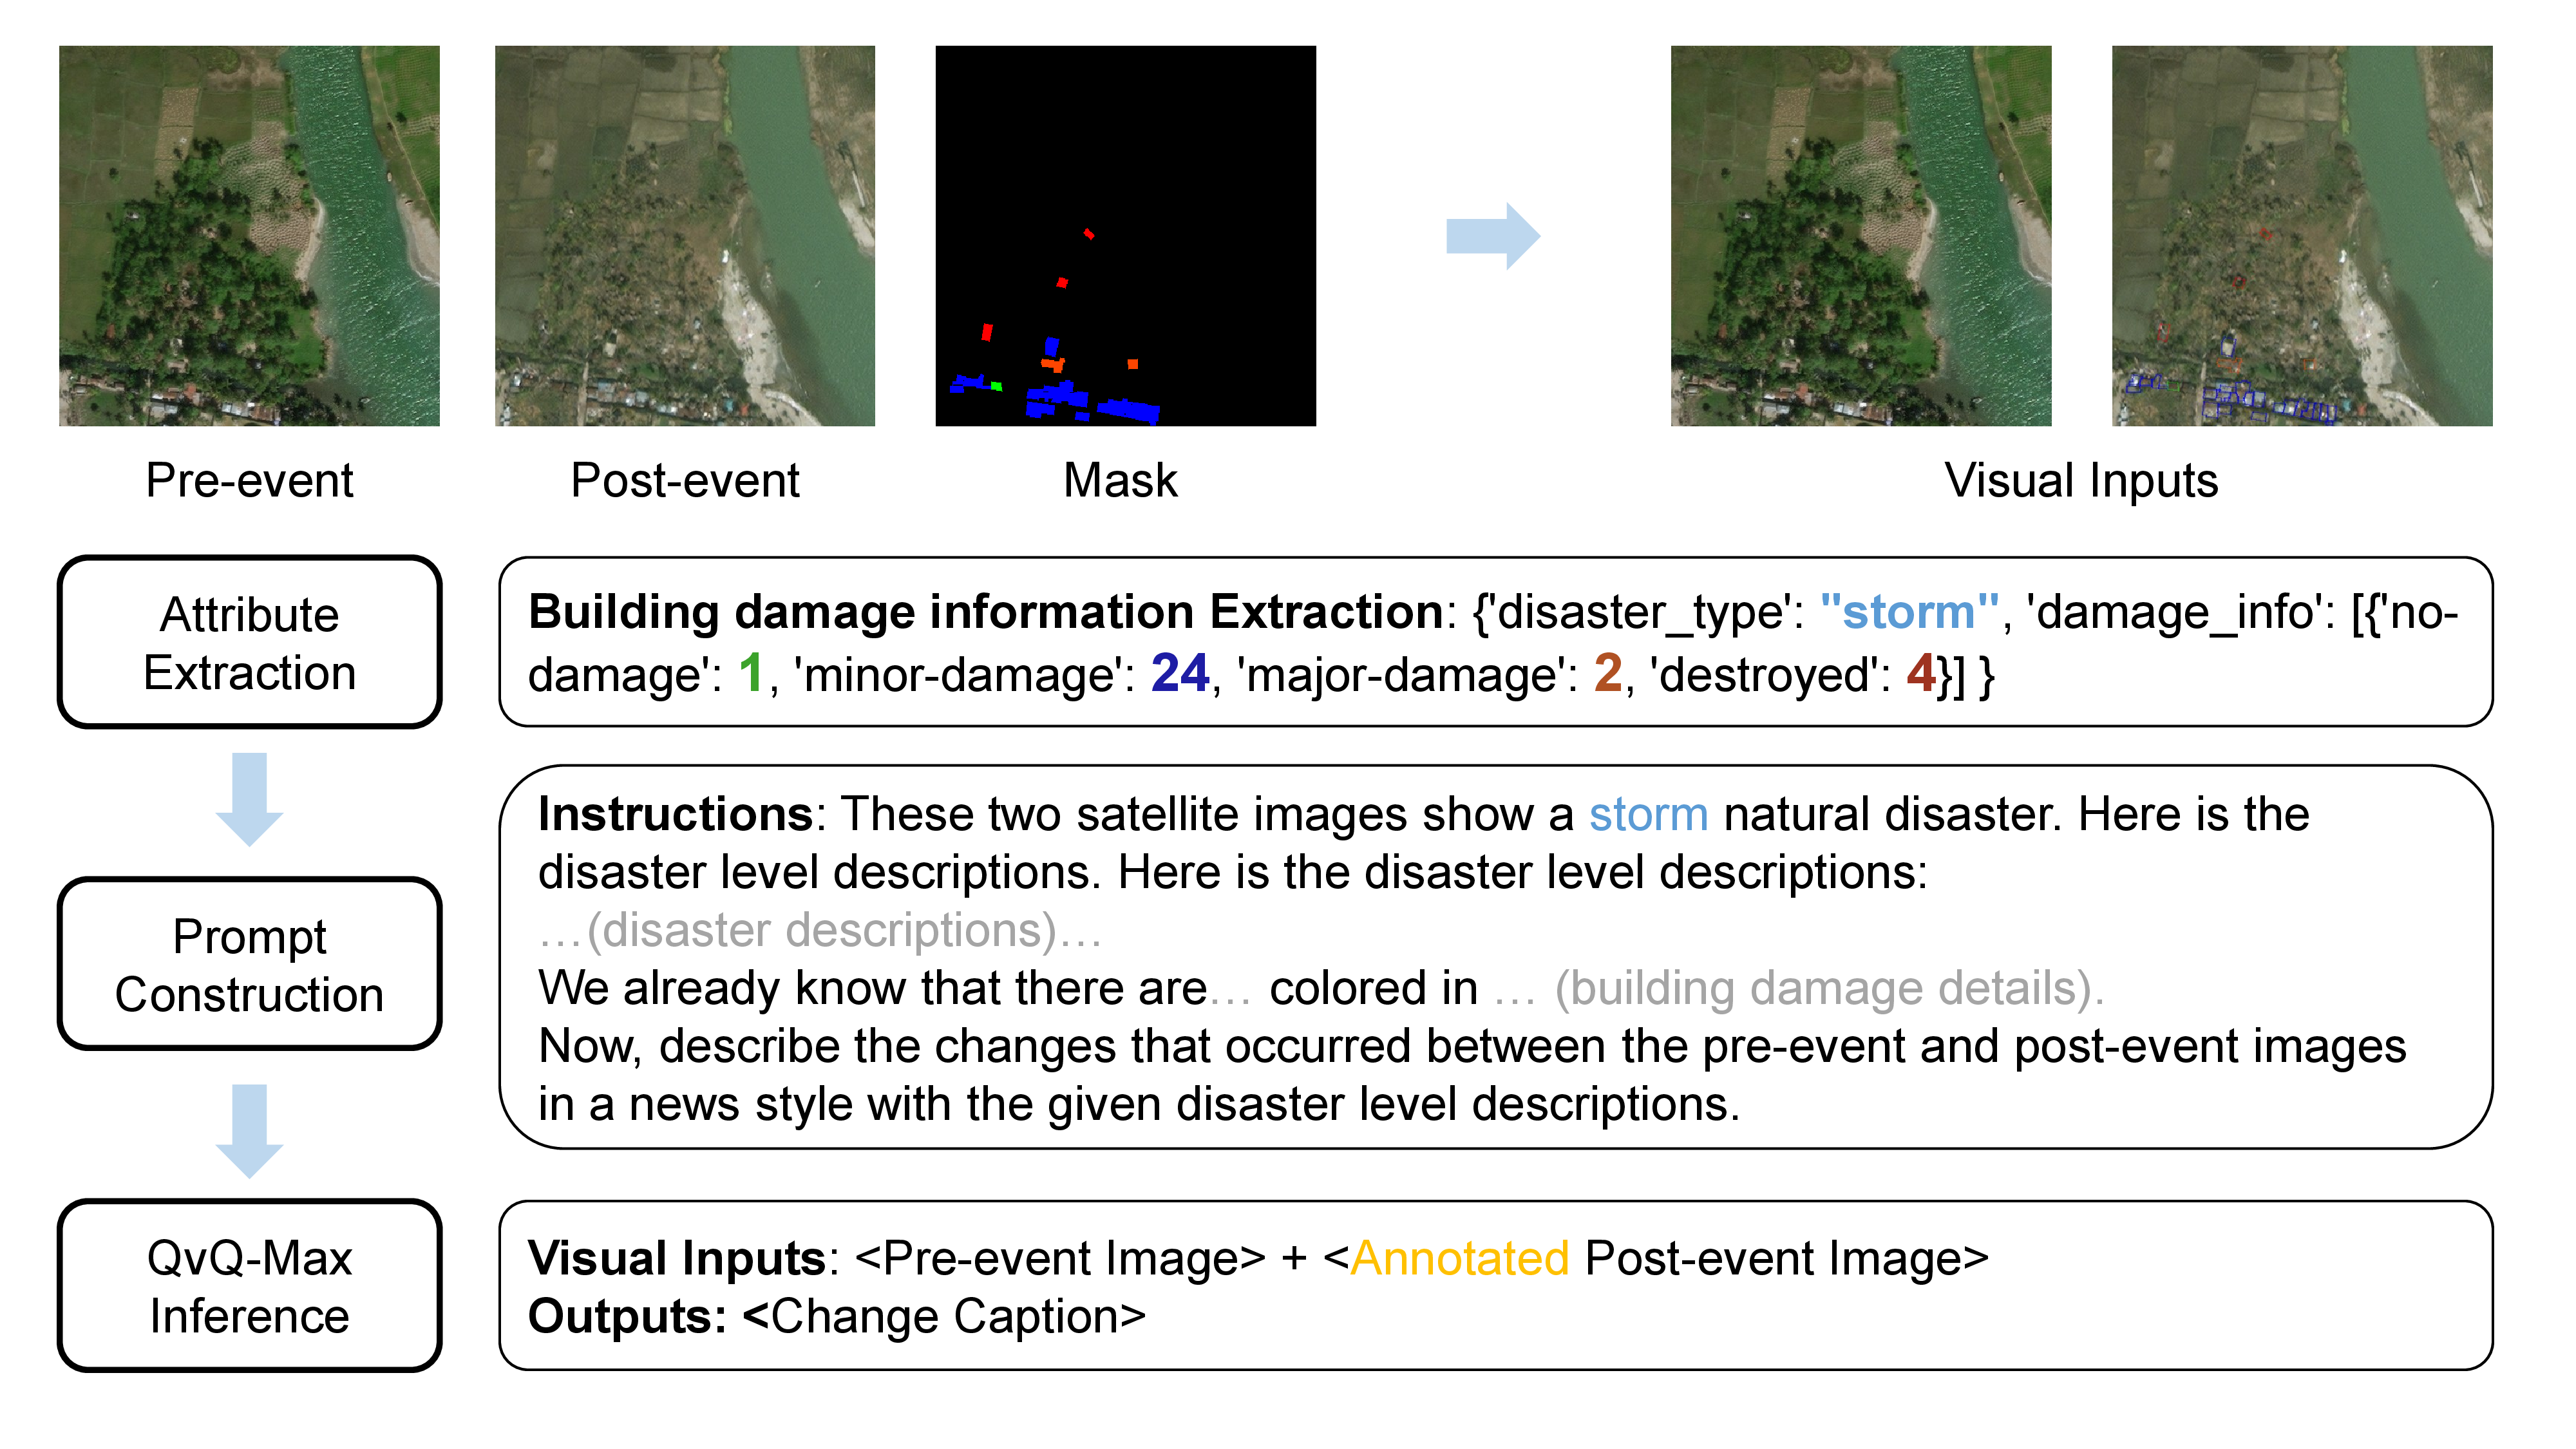 Pre-event
Post-event
Mask
Visual Inputs
Attribute
Extraction
Building damage information Extraction: {'disaster_type': "storm", 'damage_info': [{'no-
damage': 1, 'minor-damage': 24, 'major-damage': 2, 'destroyed': 4}] }
Prompt
Construction
Instructions: These two satellite images show a storm natural disaster. Here is the
disaster level descriptions. Here is the disaster level descriptions:
…(disaster descriptions)…
We already know that there are… colored in … (building damage details).
Now, describe the changes that occurred between the pre-event and post-event images
in a news style with the given disaster level descriptions.
QvQ-Max
Inference
Visual Inputs: <Pre-event Image> + <Annotated Post-event Image>
Outputs: <Change Caption>